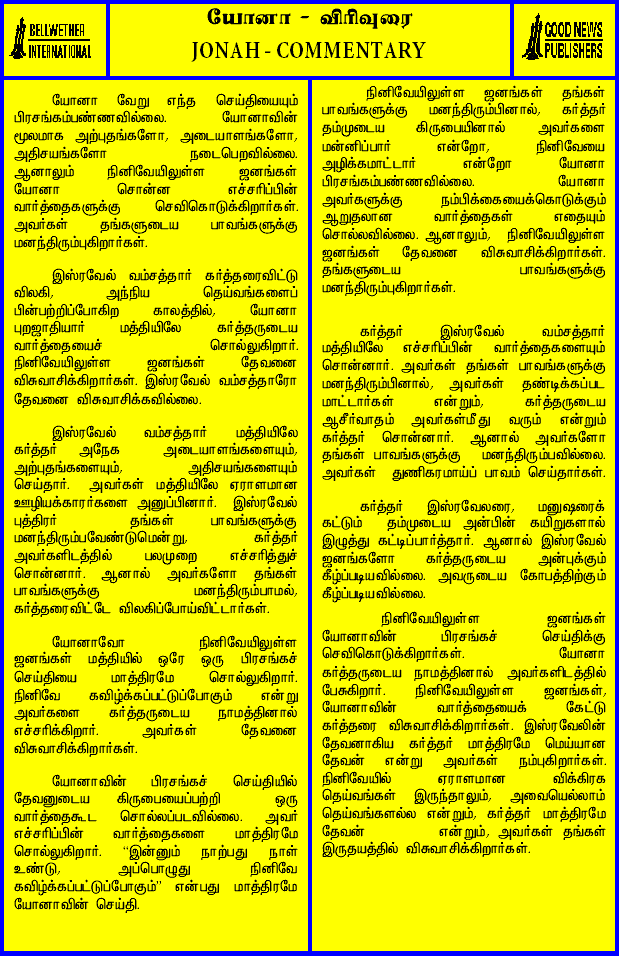 BELLWETHER
INTERNATIONAL
யோனா - விரிவுரை
JONAH - COMMENTARY
GOOD NEWS
PUBLISHERS
யோனா வேறு எந்த செய்தியையும்
பிரசங்கம்பண்ணவில்லை. யோனாவின்
மூலமாக அற்புதங்களோ, அடையாளங்களோ,
அதிசயங்களோ நடைபெறவில்லை.
ஆனாலும் நினிவேயிலுள்ள ஜனங்கள்
யோனா சொன்ன எச்சரிப்பின்
வார்த்தைகளுக்கு செவிகொடுக்கிறார்கள்.
அவர்கள் தங்களுடைய பாவங்களுக்கு
மனந்திரும்புகிறார்கள்.
இஸ்ரவேல் வம்சத்தார் கர்த்தரைவிட்டு
விலகி, அந்நிய தெய்வங்களைப்
பின்பற்றிப்போகிற காலத்தில், யோனா
புறஜாதியார் மத்தியிலே கர்த்தருடைய
வார்த்தையைச் சொல்லுகிறார்.
நினிவேயிலுள்ள ஜனங்கள் தேவனை
விசுவாசிக்கிறார்கள். இஸ்ரவேல் வம்சத்தாரோ
தேவனை விசுவாசிக்கவில்லை.
இஸ்ரவேல் வம்சத்தார் மத்தியிலே
கர்த்தர் அநேக அடையாளங்களையும்,
அற்புதங்களையும், அதிசயங்களையும்
செய்தார். அவர்கள் மத்தியிலே ஏராளமான
ஊழியக்காரர்களை அனுப்பினார். இஸ்ரவேல்
புத்திரர் தங்கள் பாவங்களுக்கு
மனந்திரும்பவேண்டுமென்று, கர்த்தர்
அவர்களிடத்தில் பலமுறை எச்சரித்துச்
சொன்னார். ஆனால் அவர்களோ தங்கள்
பாவங்களுக்கு மனந்திரும்பாமல்,
கர்த்தரைவிட்டே விலகிப்போய்விட்டார்கள்.
யோனாவோ நினிவேயிலுள்ள
ஜனங்கள் மத்தியில் ஒரே ஒரு பிரசங்கச்
செய்தியை மாத்திரமே சொல்லுகிறார்.
நினிவே கவிழ்க்கப்பட்டுப்போகும் என்று
அவர்களை கர்த்தருடைய நாமத்தினால்
எச்சரிக்கிறார். அவர்கள் தேவனை
விசுவாசிக்கிறார்கள்.
யோனாவின் பிரசங்கச் செய்தியில்
தேவனுடைய கிருபையைப்பற்றி ஒரு
வார்த்தைகூட சொல்லப்படவில்லை. அவர்
எச்சரிப்பின் வார்த்தைகளை மாத்திரமே
சொல்லுகிறார். “இன்னும் நாற்பது நாள்
உண்டு, அப்பொழுது நினிவே
கவிழ்க்கப்பட்டுப்போகும்” என்பது மாத்திரமே
யோனாவின் செய்தி.
நினிவேயிலுள்ள ஜனங்கள் தங்கள்
பாவங்களுக்கு மனந்திரும்பினால், கர்த்தர்
தம்முடைய கிருபையினால் அவர்களை
மன்னிப்பார் என்றோ, நினிவேயை
அழிக்கமாட்டார் என்றோ யோனா
பிரசங்கம்பண்ணவில்லை. யோனா
அவர்களுக்கு நம்பிக்கையைக்கொடுக்கும்
ஆறுதலான வார்த்தைகள் எதையும்
சொல்லவில்லை. ஆனாலும், நினிவேயிலுள்ள
ஜனங்கள் தேவனை விசுவாசிக்கிறார்கள்.
தங்களுடைய பாவங்களுக்கு
மனந்திரும்புகிறார்கள்.
கர்த்தர் இஸ்ரவேல் வம்சத்தார்
மத்தியிலே எச்சரிப்பின் வார்த்தைகளையும்
சொன்னார். அவர்கள் தங்கள் பாவங்களுக்கு
மனந்திரும்பினால், அவர்கள் தண்டிக்கப்பட
மாட்டார்கள் என்றும், கர்த்தருடைய
ஆசீர்வாதம் அவர்கள்மீது வரும் என்றும்
கர்த்தர் சொன்னார். ஆனால் அவர்களோ
தங்கள் பாவங்களுக்கு மனந்திரும்பவில்லை.
அவர்கள் துணிகரமாய்ப் பாவம் செய்தார்கள்.
கர்த்தர் இஸ்ரவேலரை, மனுஷரைக்
கட்டும் தம்முடைய அன்பின் கயிறுகளால்
இழுத்து கட்டிப்பார்த்தார். ஆனால் இஸ்ரவேல்
ஜனங்களோ கர்த்தருடைய அன்புக்கும்
கீழ்ப்படியவில்லை. அவருடைய கோபத்திற்கும்
கீழ்ப்படியவில்லை.
நினிவேயிலுள்ள ஜனங்கள்
யோனாவின் பிரசங்கச் செய்திக்கு
செவிகொடுக்கிறார்கள். யோனா
கர்த்தருடைய நாமத்தினால் அவர்களிடத்தில்
பேசுகிறார். நினிவேயிலுள்ள ஜனங்கள்,
யோனாவின் வார்த்தையைக் கேட்டு
கர்த்தரை விசுவாசிக்கிறார்கள். இஸ்ரவேலின்
தேவனாகிய கர்த்தர் மாத்திரமே மெய்யான
தேவன் என்று அவர்கள் நம்புகிறார்கள்.
நினிவேயில் ஏராளமான விக்கிரக
தெய்வங்கள் இருந்தாலும், அவையெல்லாம்
தெய்வங்களல்ல என்றும், கர்த்தர் மாத்திரமே
தேவன் என்றும், அவர்கள் தங்கள்
இருதயத்தில் விசுவாசிக்கிறார்கள்.